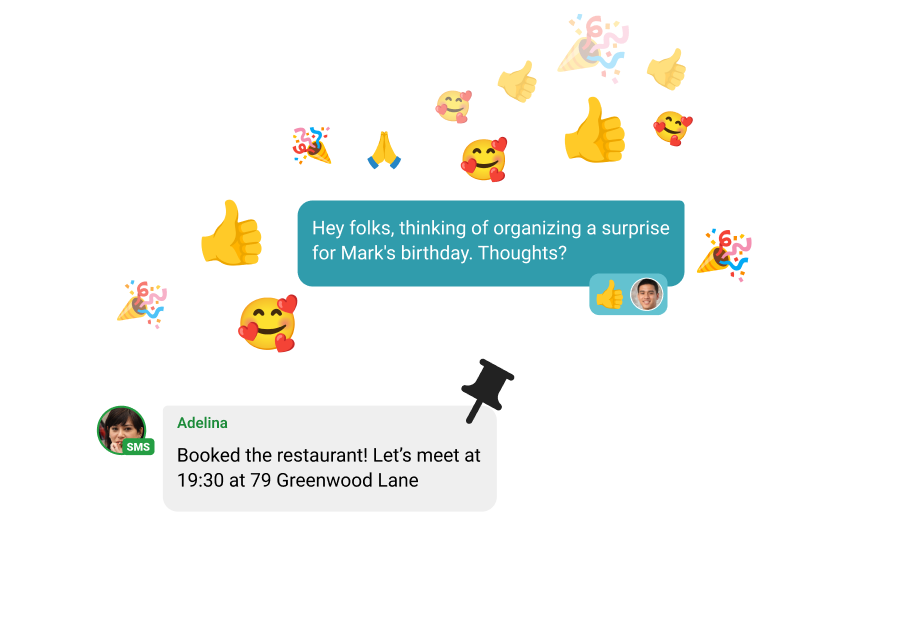 Hey folks, thinking of organizing a surprise
for Mark's birthday. Thoughts?
Adelina
SMS
Booked the restaurant! Let’s meet at
19:30 at 79 Greenwood Lane